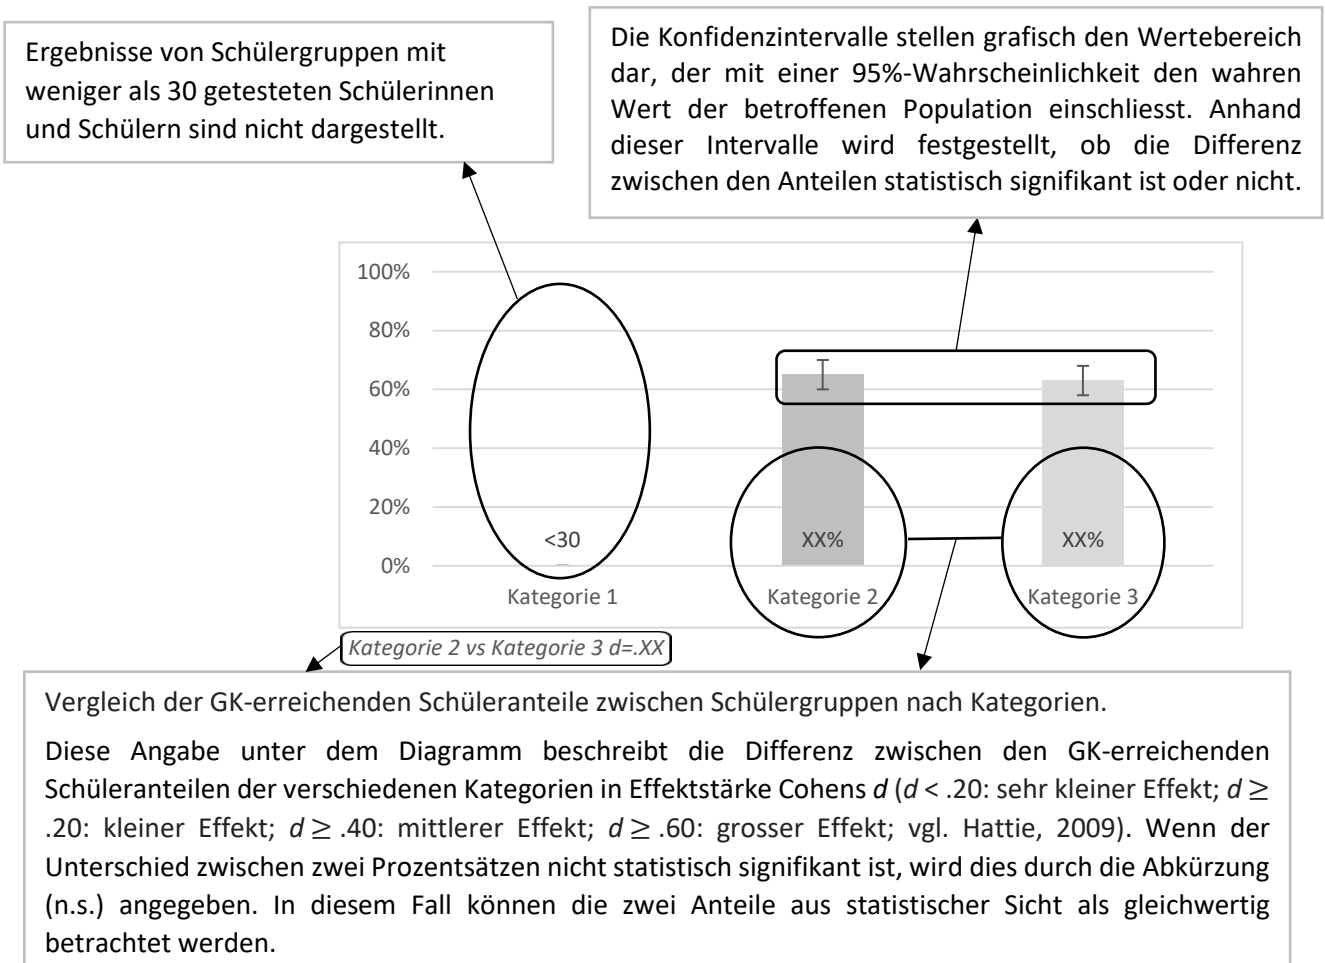 Ergebnisse von Schülergruppen mit
weniger als 30 getesteten Schülerinnen
und Schülern sind nicht dargestellt.
Die Konfidenzintervalle stellen grafisch den Wertebereich
dar, der mit einer 95%-Wahrscheinlichkeit den wahren
Wert der betroffenen Population einschliesst. Anhand
dieser Intervalle wird festgestellt, ob die Differenz
zwischen den Anteilen statistisch signifikant ist oder nicht.
100%
80%
60%
40%
20%
0%
<30
XX%
XX%
Kategorie 1
Kategorie 2
Kategorie 3
Kategorie 2 vs Kategorie 3 d=.XX
Vergleich der GK-erreichenden Schüleranteile zwischen Schülergruppen nach Kategorien.
Diese Angabe unter dem Diagramm beschreibt die Differenz zwischen den GK-erreichenden
Schüleranteilen der verschiedenen Kategorien in Effektstärke Cohens d (d < .20: sehr kleiner Effekt; d ≥
.20: kleiner Effekt; d ≥ .40: mittlerer Effekt; d ≥ .60: grosser Effekt; vgl. Hattie, 2009). Wenn der
Unterschied zwischen zwei Prozentsätzen nicht statistisch signifikant ist, wird dies durch die Abkürzung
(n.s.) angegeben. In diesem Fall können die zwei Anteile aus statistischer Sicht als gleichwertig
betrachtet werden.